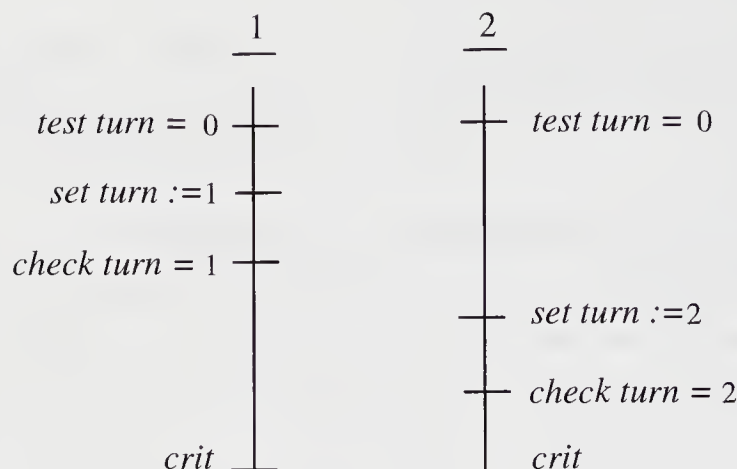 1
test turn = 0
set turn :=1
check turn = 1
crit
2
test turn = 0
set turn :=2
check turn = 2
crit